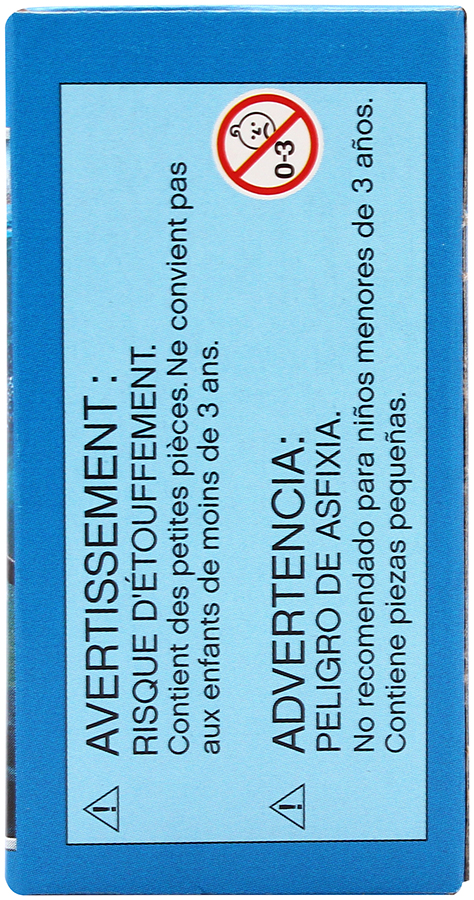 AVERTISSEMENT :
RISQUE D'ÉTOUFFEMENT.
Contient des petites pièces. Ne convient pas
aux enfants de moins de 3 ans.
0-3
ADVERTENCIA:
PELIGRO DE ASFIXIA.
No recomendado para niños menores de 3 años.
Contiene piezas pequeñas.